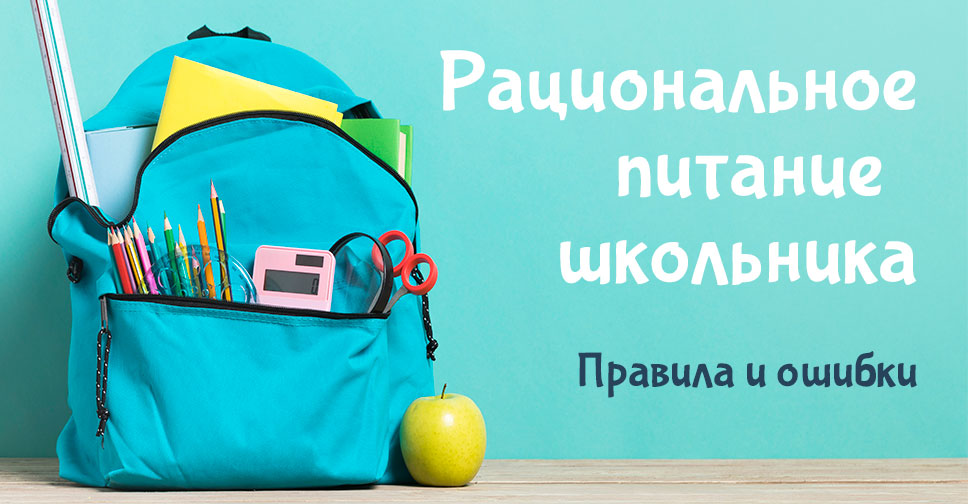 Рациональное
питание
школьника
Правила и ошибки